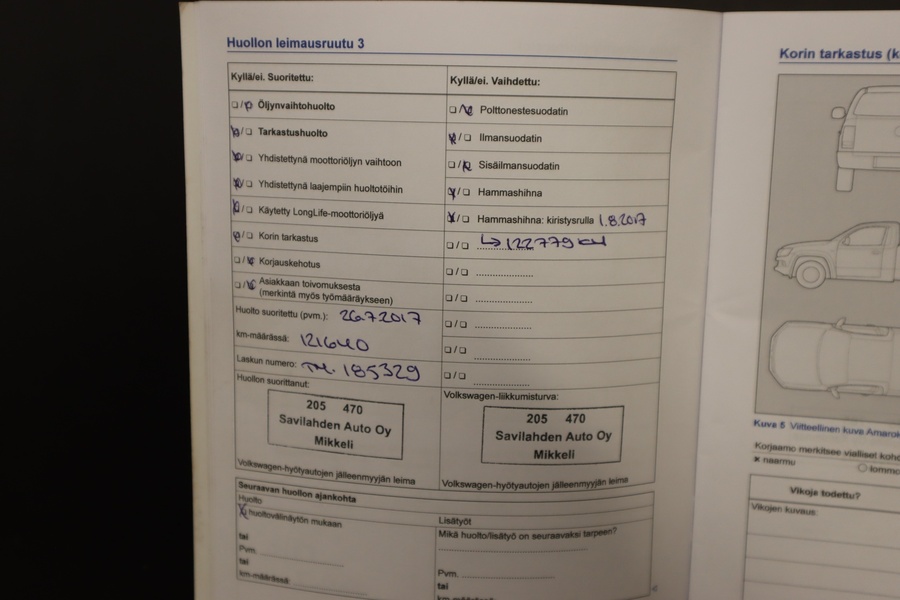 Huollon leimausruutu 3
Kyllä/ei. Suoritettu:
☐/☒ Öljynvaihtohuolto
☒/☐ Tarkastushuolto
☒/☐ Yhdistettynä moottoriöljyn vaihtoon
☒/☐ Yhdistettynä laajempiin huoltotöihin
☒/☐ Käytetty LongLife-moottoriöljyä
☒/☐ Korin tarkastus
☐/☒ Korjauskehotus
☐/☒ Asiakkaan toivomuksesta
(merkintä myös työmääräykseen)
Huolto suoritettu (pvm.): 26.7.2017
km-määrässä: 121640
Laskun numero: TM. 185329
Huollon suorittanut:
205 470
Savilahden Auto Oy
Mikkeli
Volkswagen-hyötyautojen jälleenmyyjän leima
Kyllä/ei. Vaihdettu:
☐/☒ Polttonestesuodatin
☒/☐ Ilmansuodatin
☐/☒ Sisäilmansuodatin
☒/☐ Hammashihna
☒/☐ Hammashihna: kiristysrulla 1.8.2017
☐/☐ ↳ 122779 km
☐/☐ ......................
☐/☐ ......................
☐/☐ ......................
☐/☐ ......................
☐/☐ ......................
Volkswagen-liikkumisturva:
205 470
Savilahden Auto Oy
Mikkeli
Volkswagen-hyötyautojen jälleenmyyjän leima
Seuraavan huollon ajankohta
Huolto
☒ huoltovälinäytön mukaan
tai
Pvm.
tai
km-määrässä:
Lisätyöt
Mikä huolto/lisätyö on seuraavaksi tarpeen?
Pvm.
tai
Korin tarkastus (k
Kuva 5 Viitteellinen kuva Amarok
Korjaamo merkitsee vialliset kohd
× naarmu
○ lommo
Vikoja todettu?
Vikojen kuvaus: